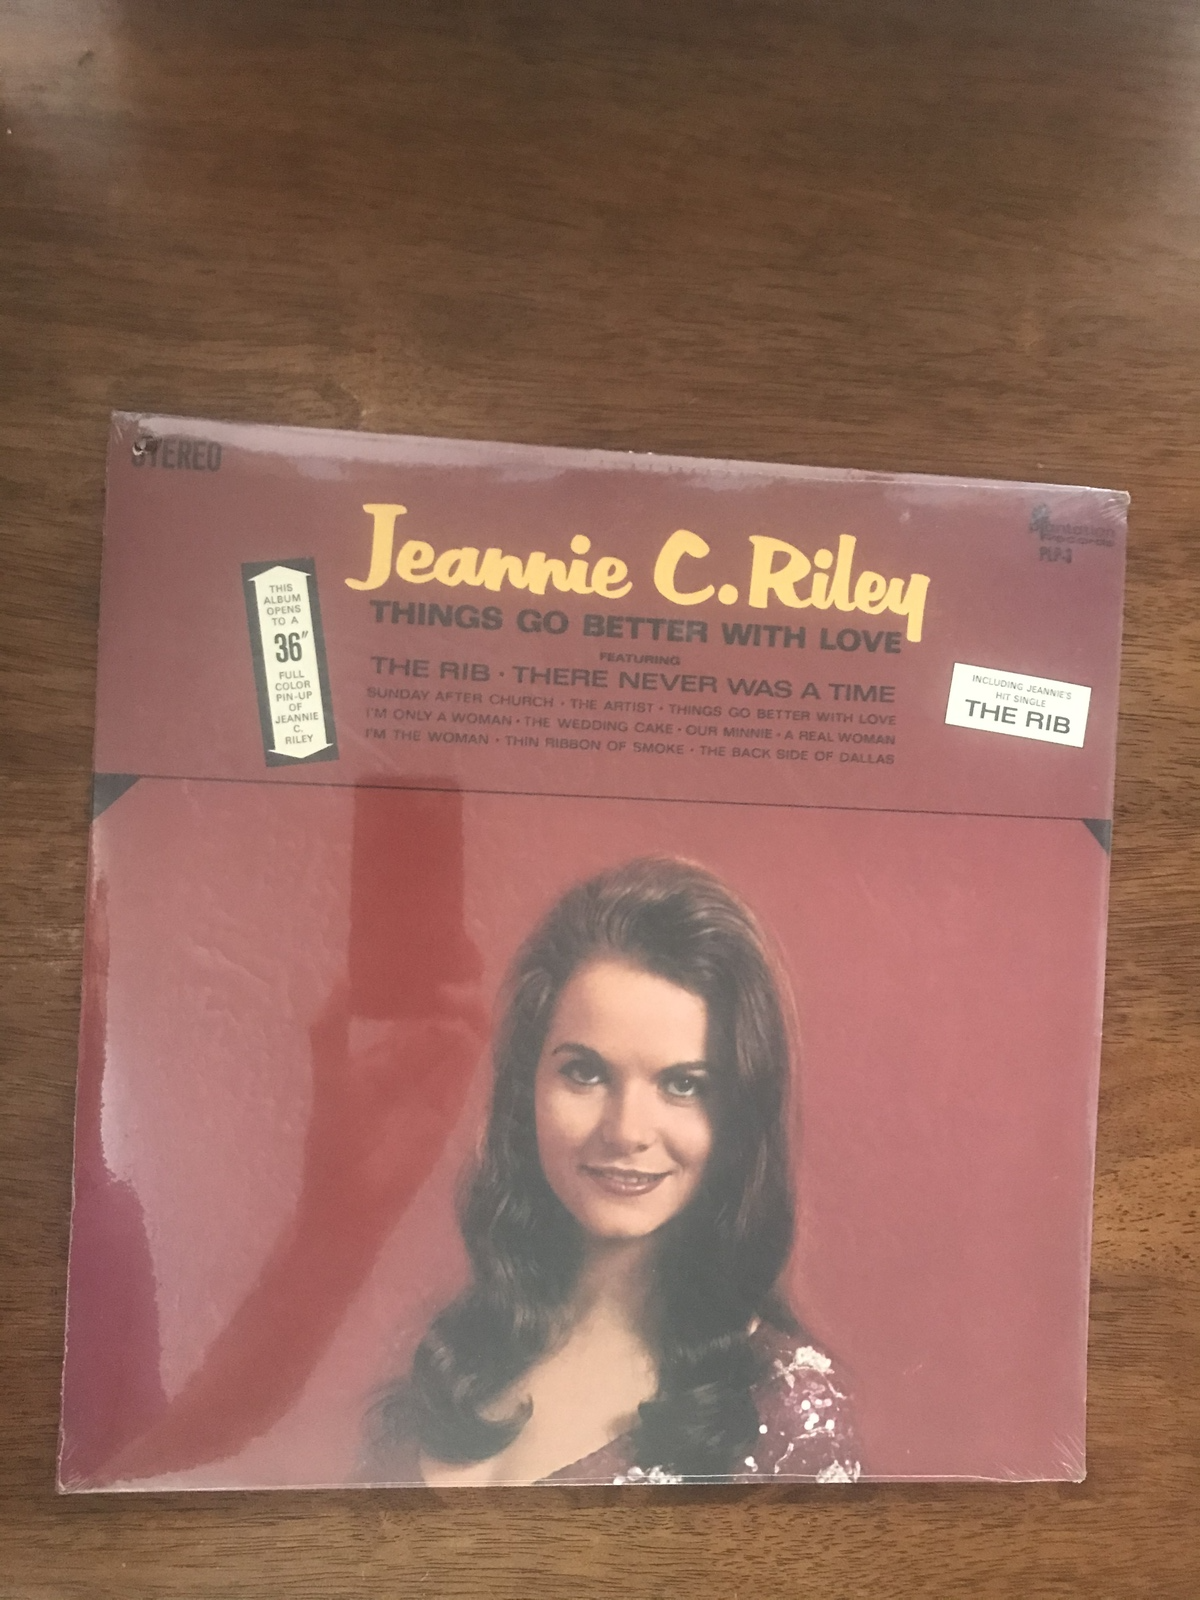 STEREO
Plantation
Records
PLP-3
Jeannie C. Riley
THINGS GO BETTER WITH LOVE
FEATURING
THE RIB · THERE NEVER WAS A TIME
SUNDAY AFTER CHURCH · THE ARTIST · THINGS GO BETTER WITH LOVE
I'M ONLY A WOMAN · THE WEDDING CAKE · OUR MINNIE · A REAL WOMAN
I'M THE WOMAN · THIN RIBBON OF SMOKE · THE BACK SIDE OF DALLAS
THIS
ALBUM
OPENS
TO A
36"
FULL
COLOR
PIN-UP
OF
JEANNIE
C.
RILEY
INCLUDING JEANNIE'S
HIT SINGLE
THE RIB